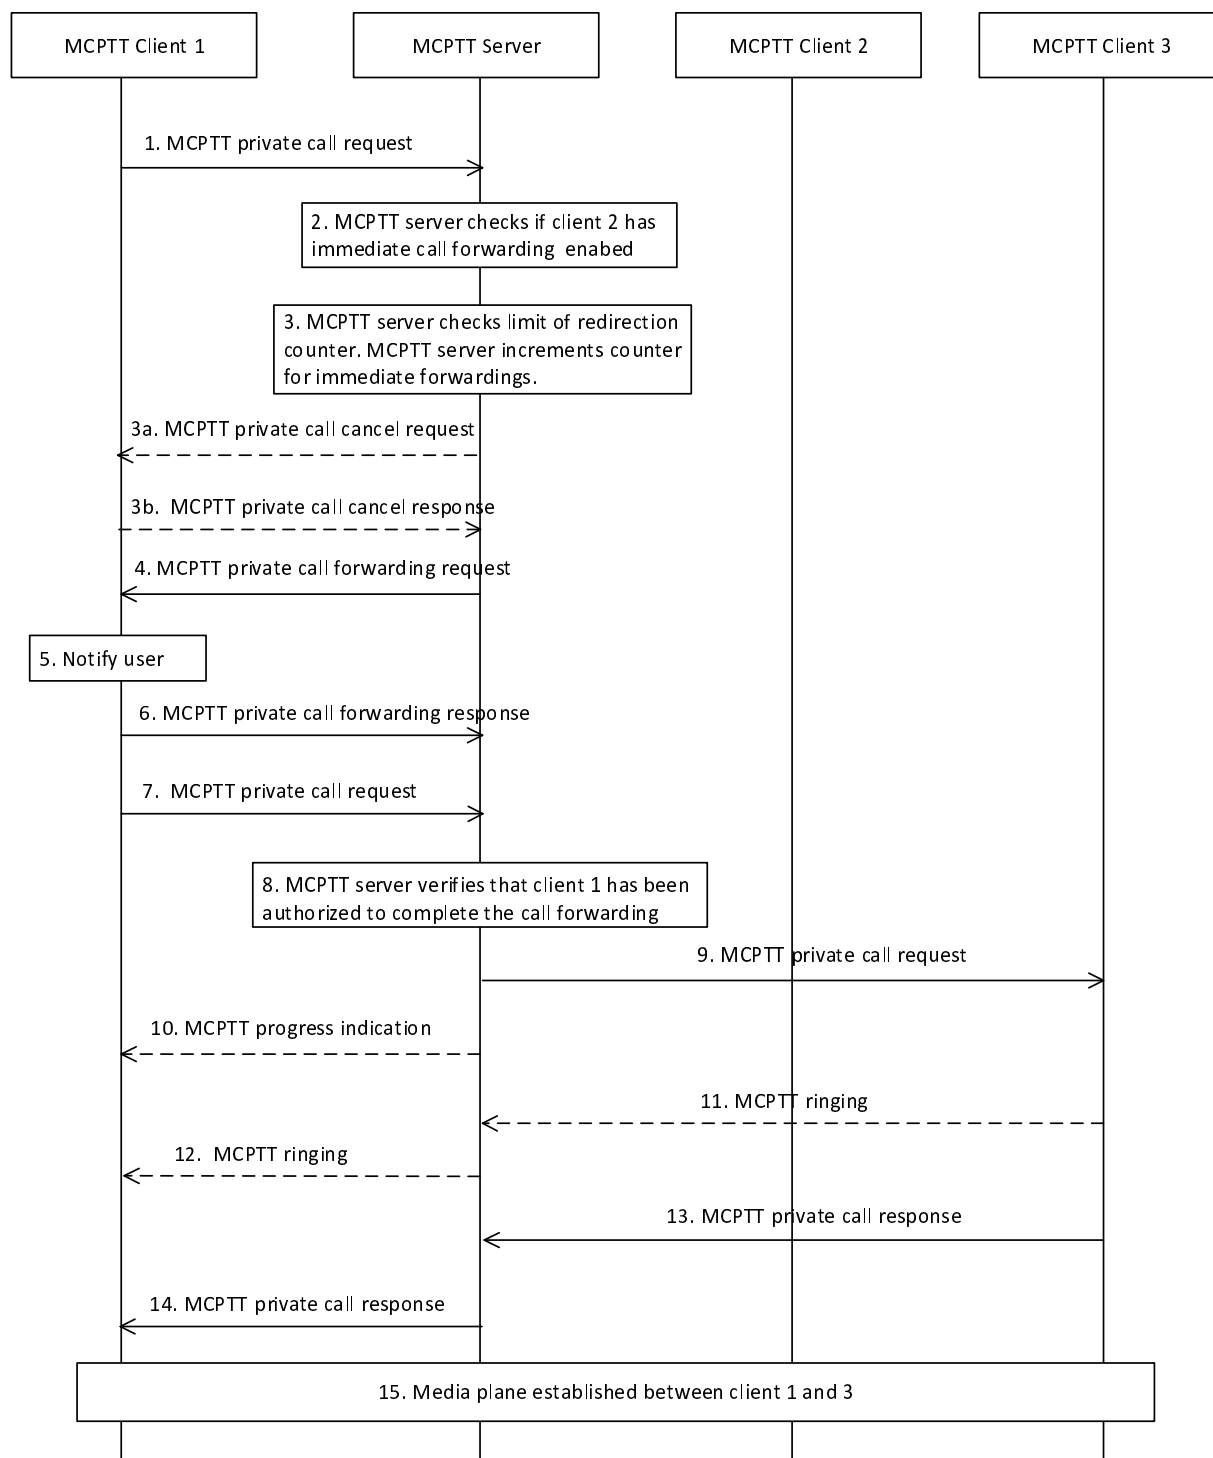 MCPTT Client 1
MCPTT Server
MCPTT Client 2
MCPTT Client 3
1. MCPTT private call request
2. MCPTT server checks if client 2 has
immediate call forwarding enabed
3. MCPTT server checks limit of redirection
counter. MCPTT server increments counter
for immediate forwardings.
3a. MCPTT private call cancel request
3b. MCPTT private call cancel response
4. MCPTT private call forwarding request
5. Notify user
6. MCPTT private call forwarding response
7. MCPTT private call request
8. MCPTT server verifies that client 1 has been
authorized to complete the call forwarding
9. MCPTT private call request
10. MCPTT progress indication
11. MCPTT ringing
12. MCPTT ringing
13. MCPTT private call response
14. MCPTT private call response
15. Media plane established between client 1 and 3